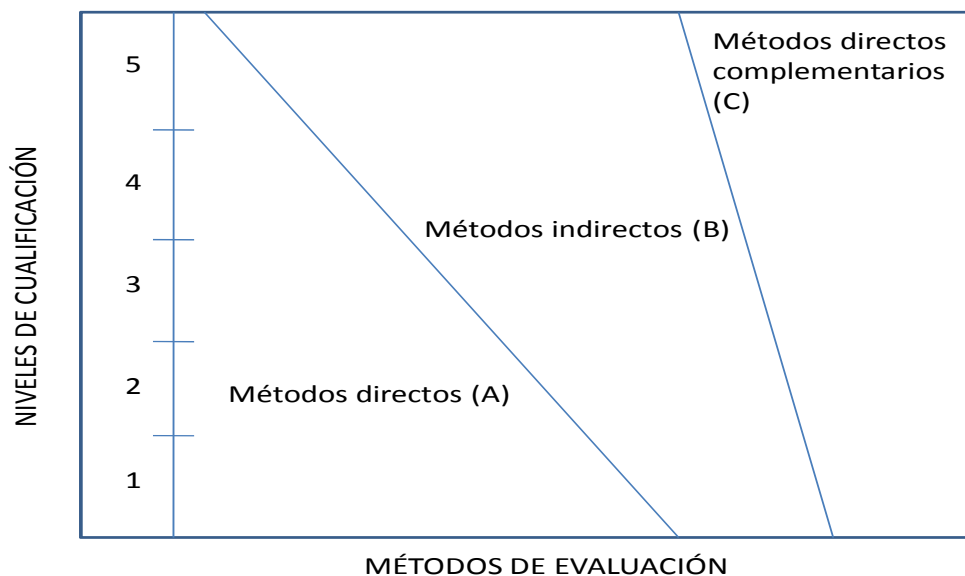 NIVELES DE CUALIFICACIÓN
5
4
3
2
1
Métodos directos
complementarios
(C)
Métodos indirectos (B)
Métodos directos (A)
MÉTODOS DE EVALUACIÓN